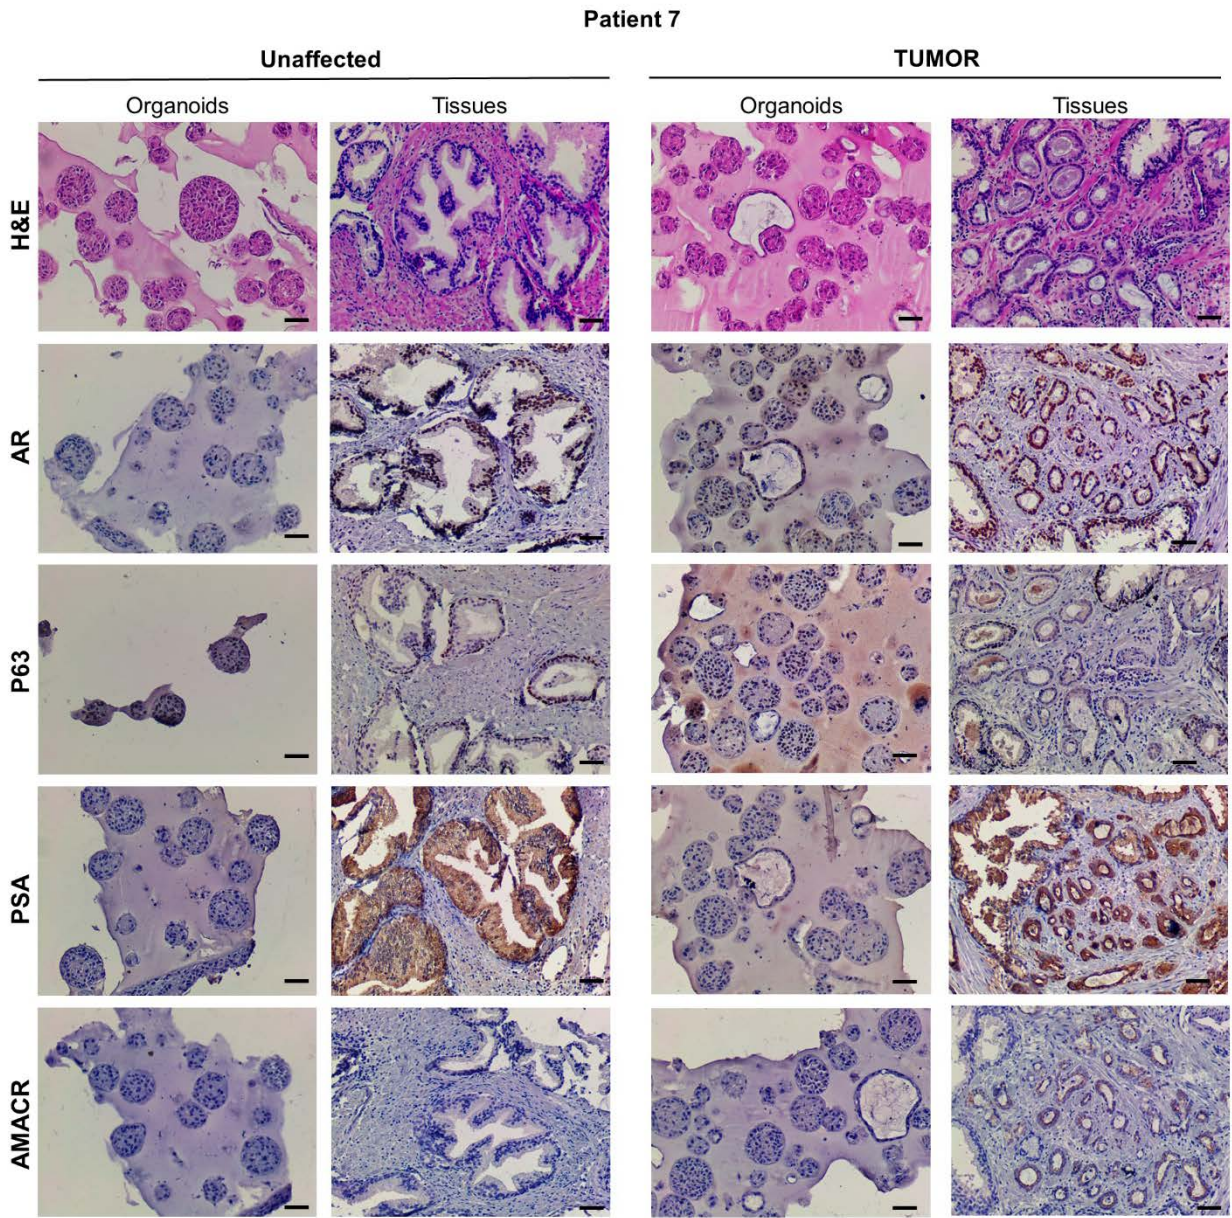 Patient 7
Unaffected
TUMOR
Organoids
Tissues
Organoids
Tissues
H&E
AR
P63
PSA
AMACR